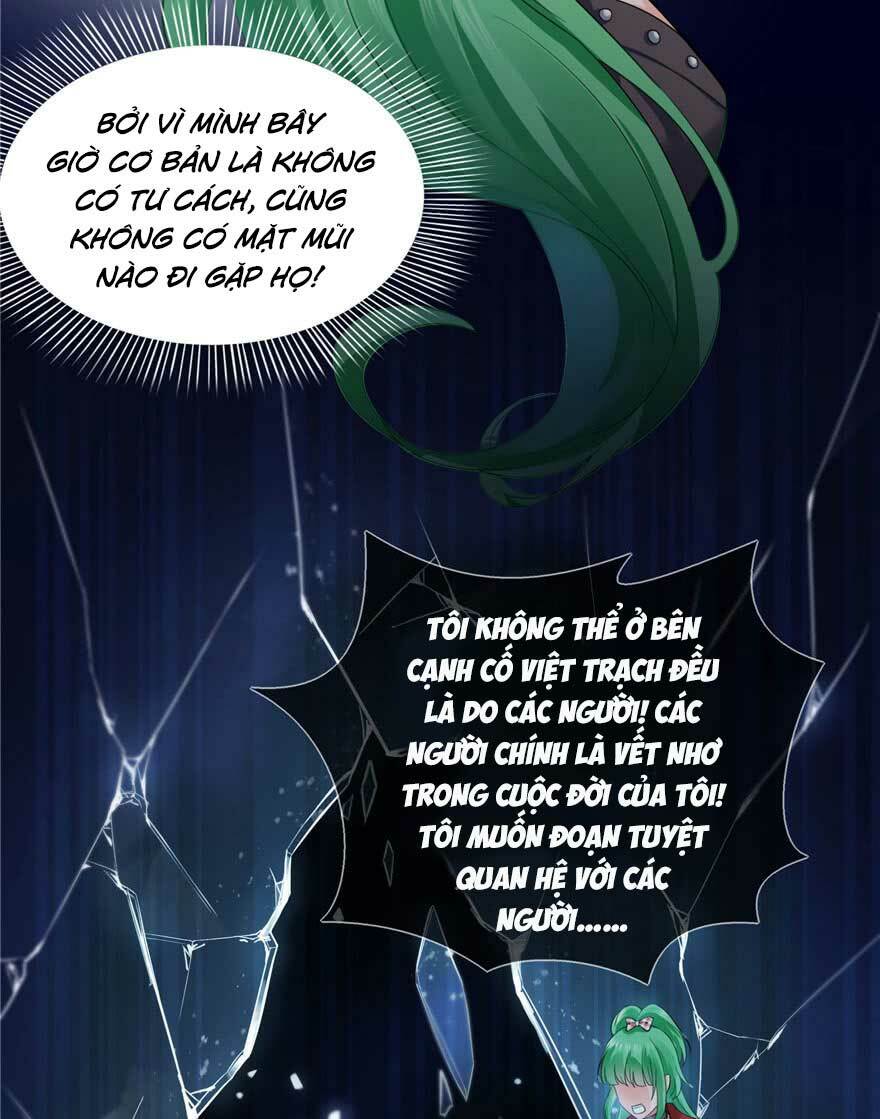 BỞI VÌ MÌNH BÂY
GIỜ CƠ BẢN LÀ KHÔNG
CÓ TƯ CÁCH, CŨNG
KHÔNG CÓ MẶT MŨI
NÀO ĐI GẶP HỌ!
TÔI KHÔNG THỂ Ở BÊN
CẠNH CỐ VIỆT TRẠCH ĐỀU
LÀ DO CÁC NGƯỜI! CÁC
NGƯỜI CHÍNH LÀ VẾT NHƠ
TRONG CUỘC ĐỜI CỦA TÔI!
TÔI MUỐN ĐOẠN TUYỆT
QUAN HỆ VỚI CÁC
NGƯỜI......